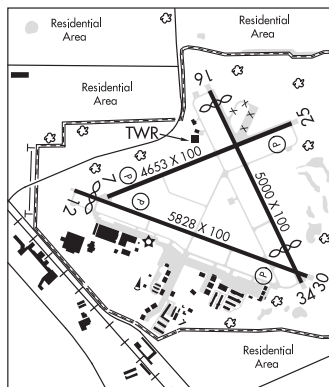 Residential
Area
Residential
Area
Residential
Area
16
25
TWR
4653 X 100
P
P
7
12
P
5000 X 100
5828 X 100
P
34
30
Residential
Area